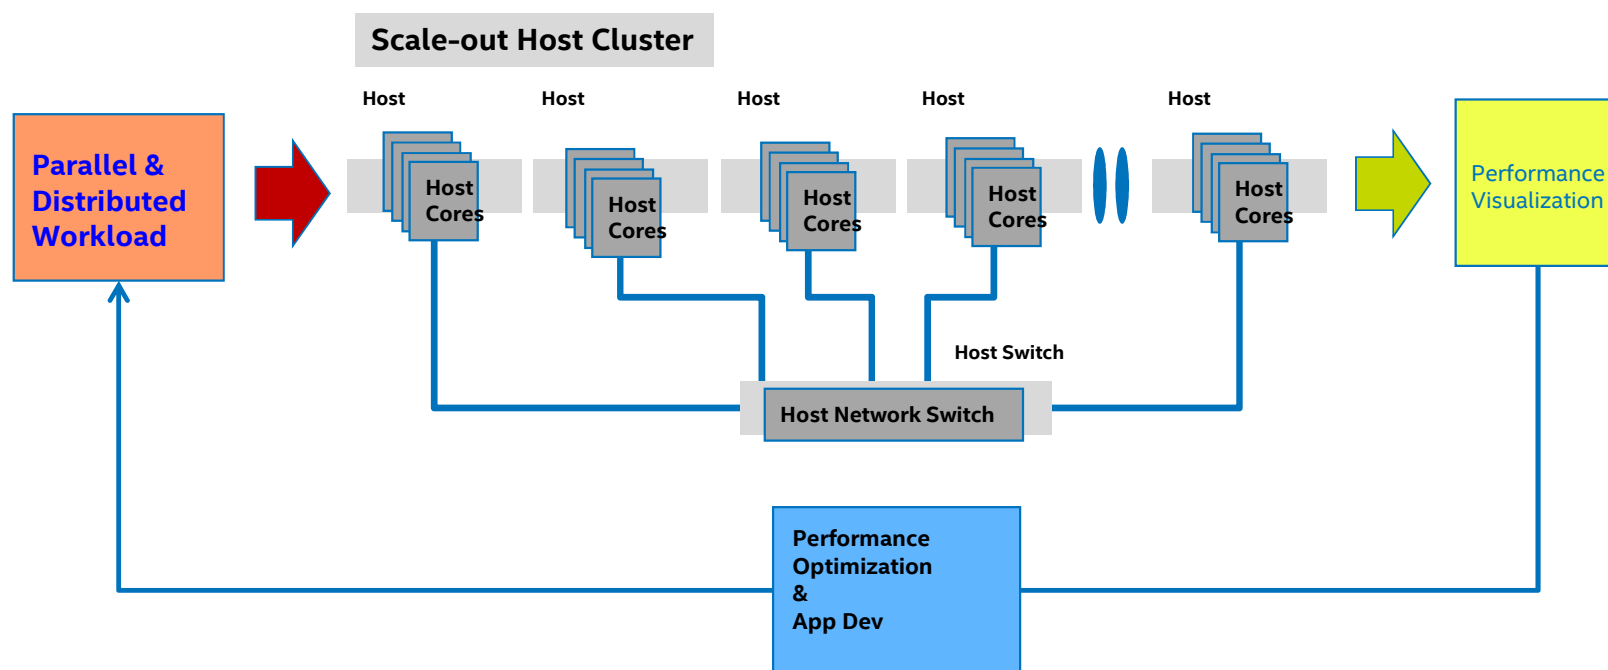 Scale-out Host Cluster
Host
Host
Host
Host
Host
Parallel &
Distributed
Workload
Host
Cores
Host
Cores
Host
Cores
Host
Cores
Host
Cores
Performance
Visualization
Host Switch
Host Network Switch
Performance
Optimization
&
App Dev